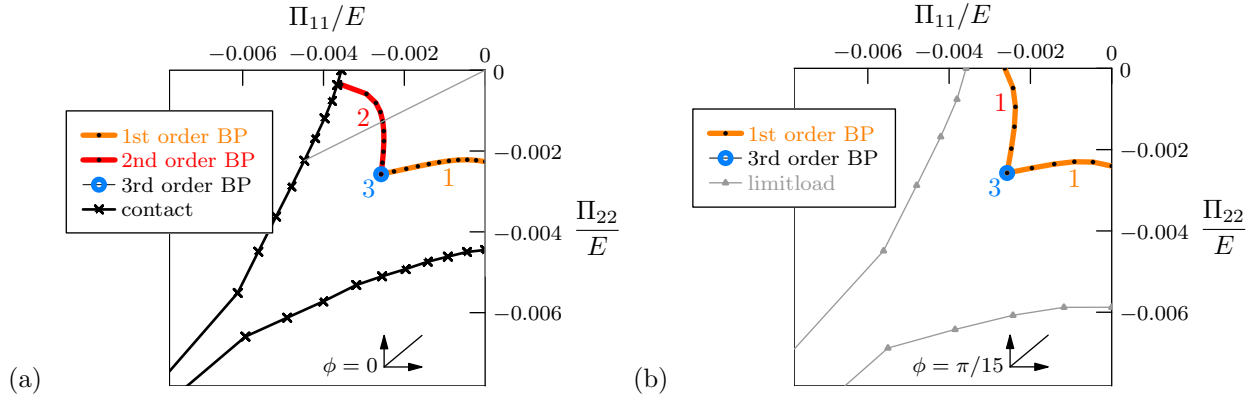 Π₁₁/E
−0.006 −0.004 −0.002 0
0
−0.002
−0.004
−0.006
Π₂₂
E
1st order BP
2nd order BP
3rd order BP
contact
2
1
3
ϕ = 0
(a)
Π₁₁/E
−0.006 −0.004 −0.002 0
0
−0.002
−0.004
−0.006
Π₂₂
E
1st order BP
3rd order BP
limitload
1
1
3
ϕ = π/15
(b)